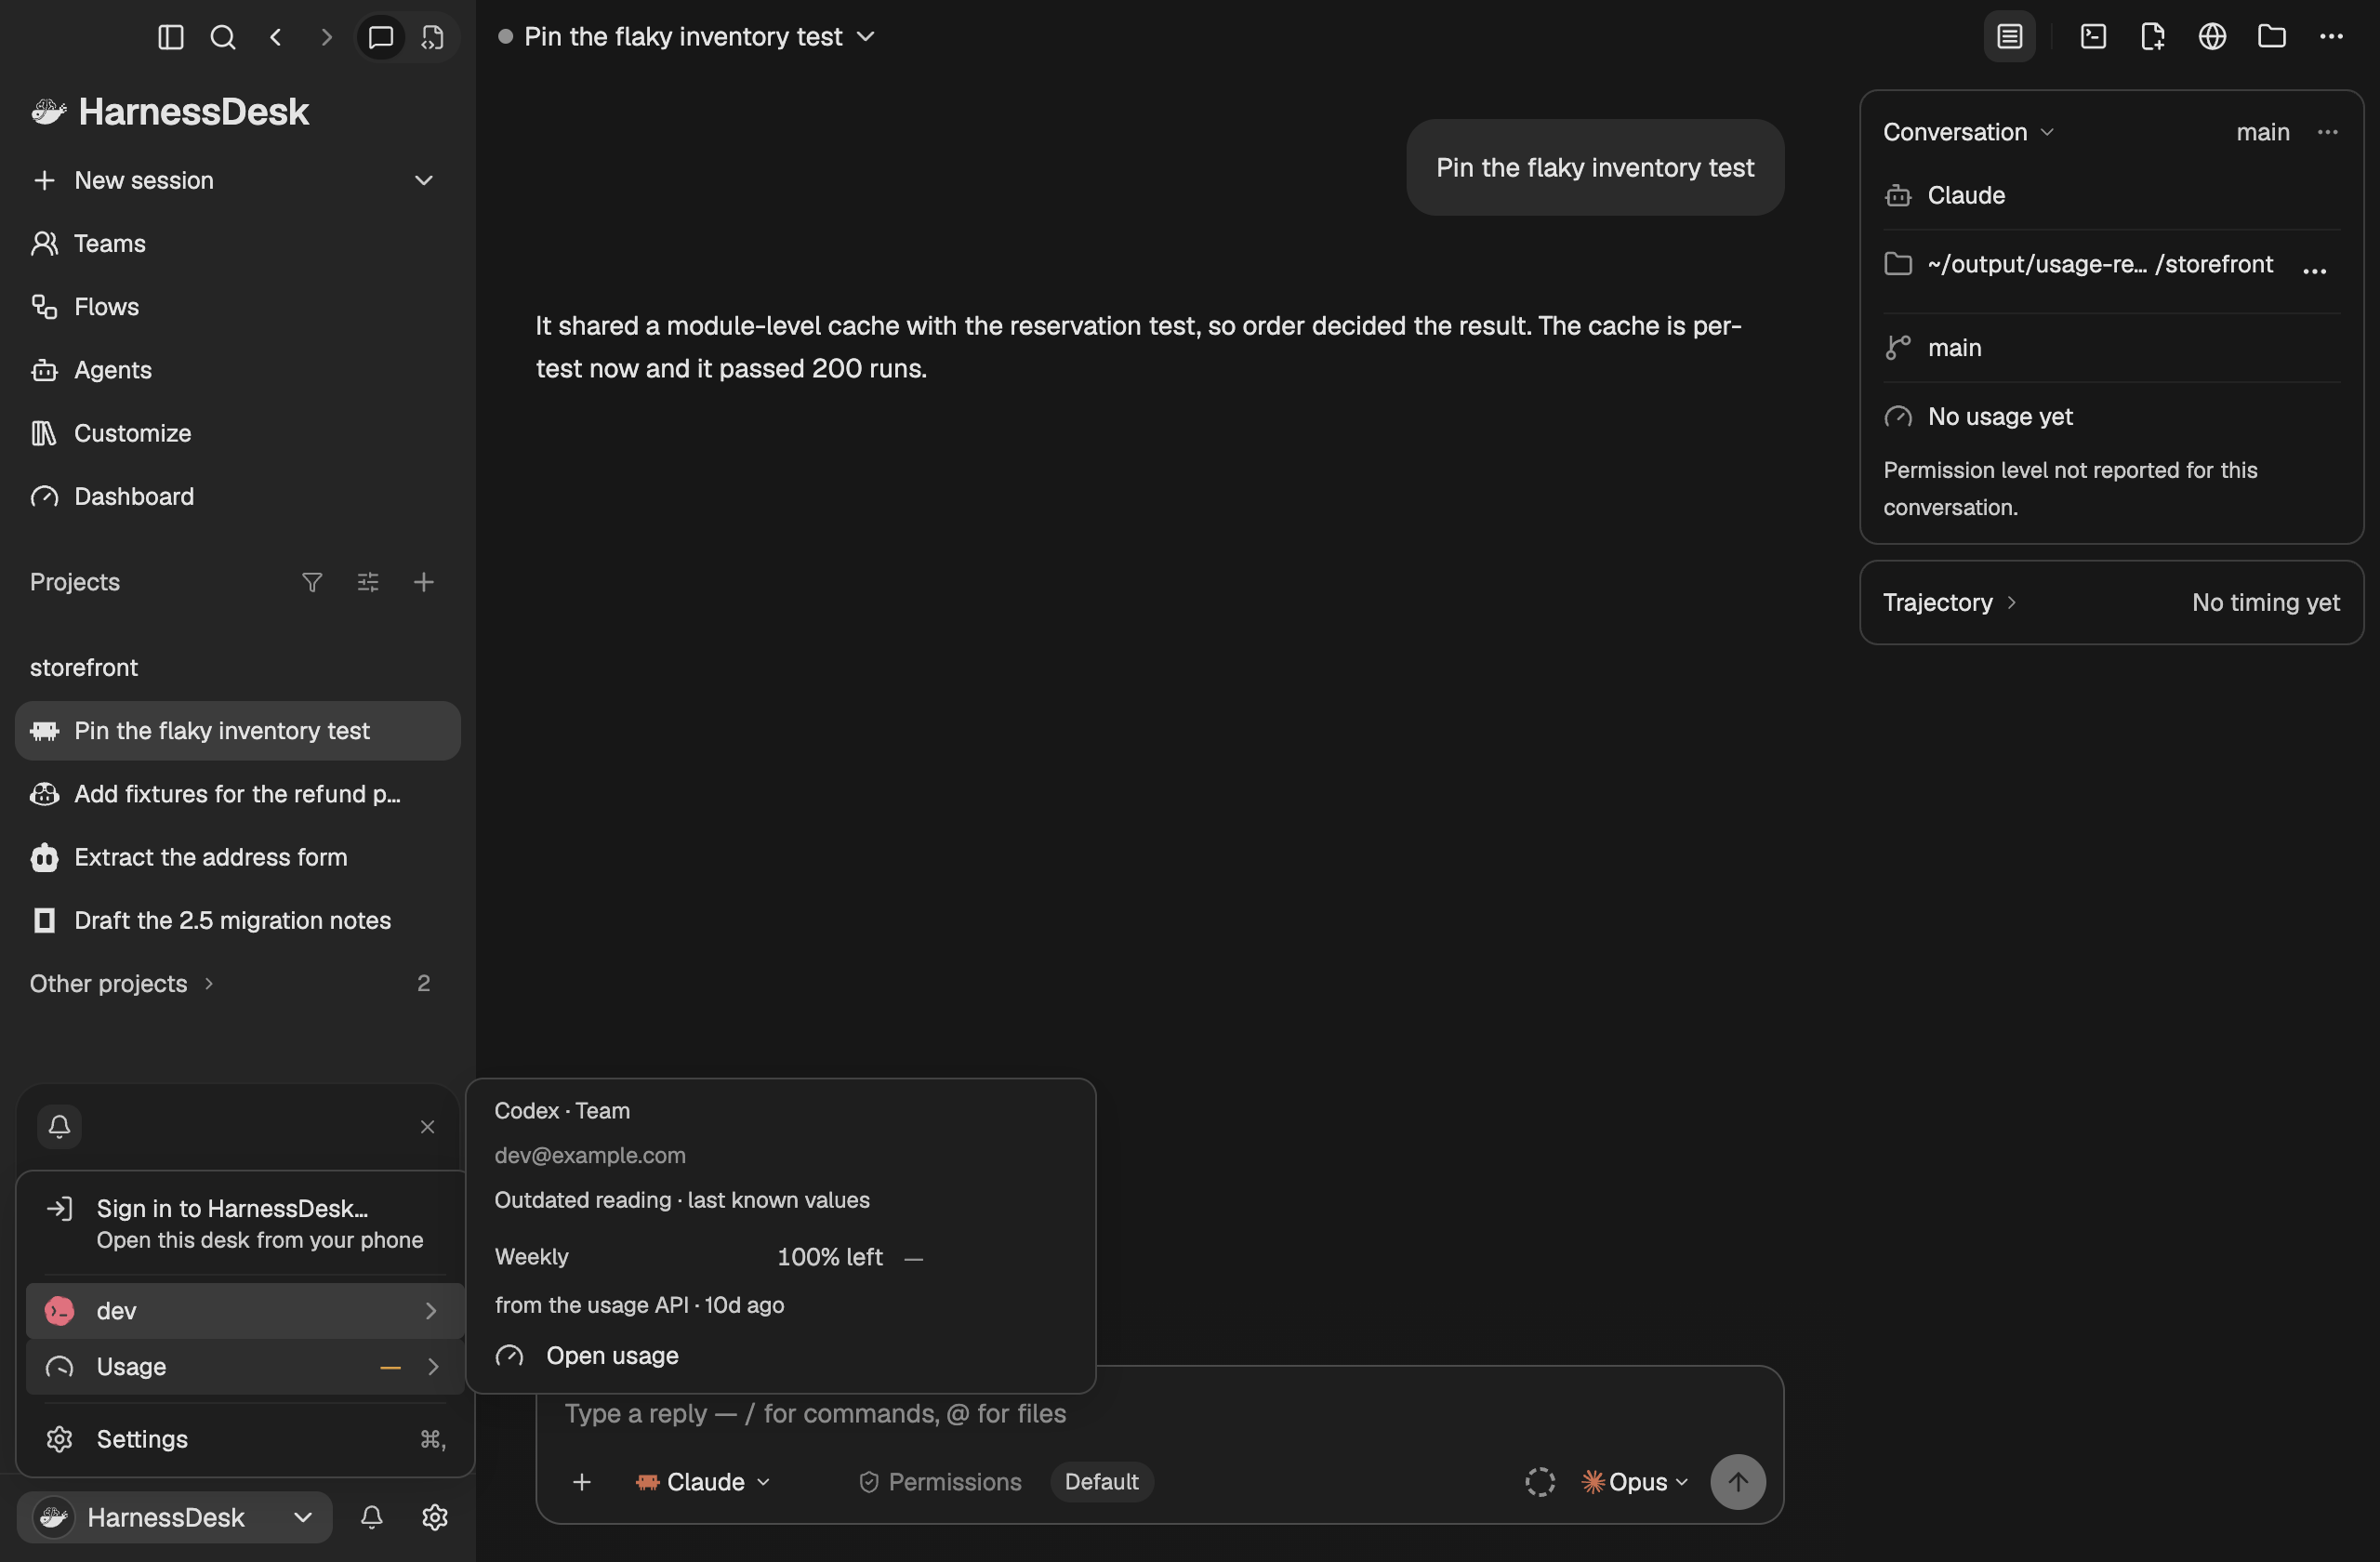 Pin the flaky inventory test
HarnessDesk
New session
Teams
Flows
Agents
Customize
Dashboard
Projects
storefront
Pin the flaky inventory test
Add fixtures for the refund p...
Extract the address form
Draft the 2.5 migration notes
Other projects
2
Sign in to HarnessDesk...
Open this desk from your phone
dev
Usage —
Settings ⌘,
HarnessDesk
Pin the flaky inventory test
It shared a module-level cache with the reservation test, so order decided the result. The cache is per-
test now and it passed 200 runs.
Codex · Team
dev@example.com
Outdated reading · last known values
Weekly 100% left —
from the usage API · 10d ago
Open usage
Type a reply — / for commands, @ for files
Claude
Permissions
Default
Opus
Conversation
main
Claude
~/output/usage-re... /storefront
main
No usage yet
Permission level not reported for this
conversation.
Trajectory
No timing yet